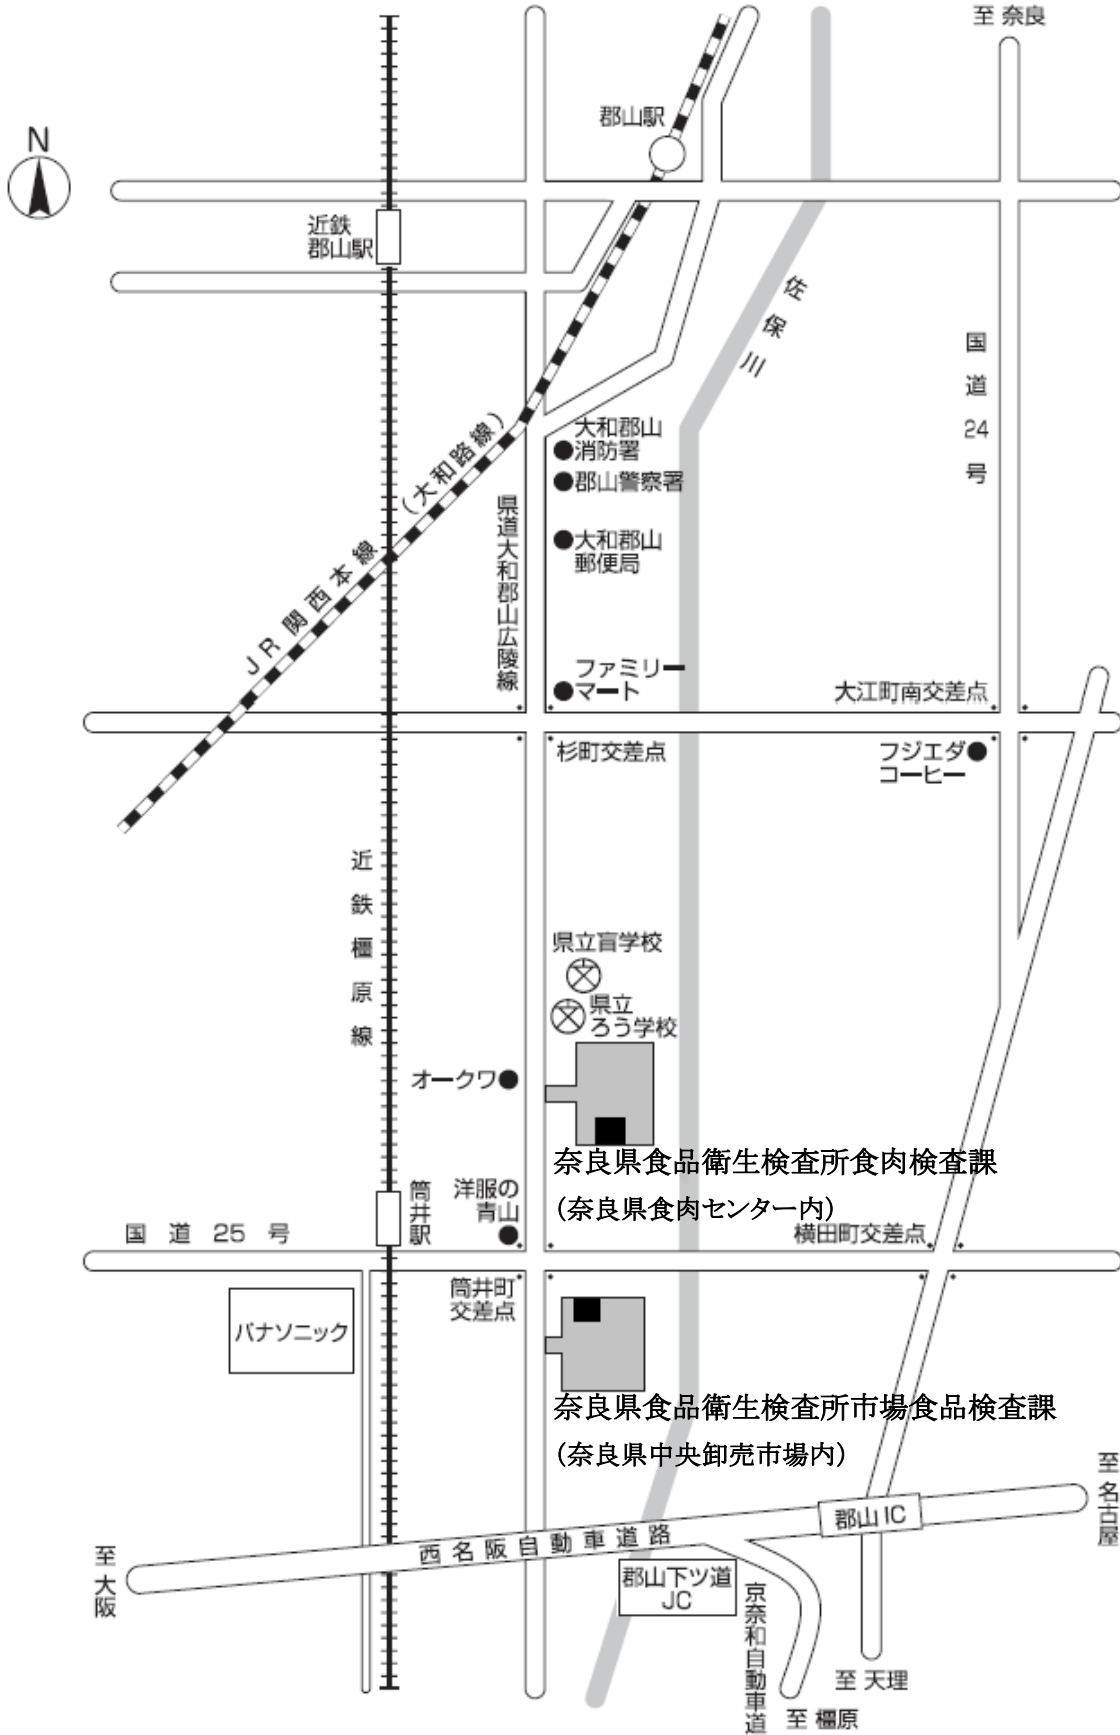 至 奈良
郡山駅
N
近鉄
郡山駅
佐保川
国道24号
大和郡山
消防署
郡山警察署
JR関西本線(大和路線)
県道大和郡山広陵線
大和郡山
郵便局
ファミリー
マート
大江町南交差点
杉町交差点
フジエダ
コーヒー
近鉄橿原線
県立盲学校
県立
ろう学校
オークワ
奈良県食品衛生検査所食肉検査課
(奈良県食肉センター内)
筒井駅
洋服の
青山
国道25号
横田町交差点
筒井町
交差点
パナソニック
奈良県食品衛生検査所市場食品検査課
(奈良県中央卸売市場内)
至名古屋
郡山IC
西名阪自動車道路
至大阪
郡山下ツ道
JC
京奈和自動車道
至 天理
至 橿原